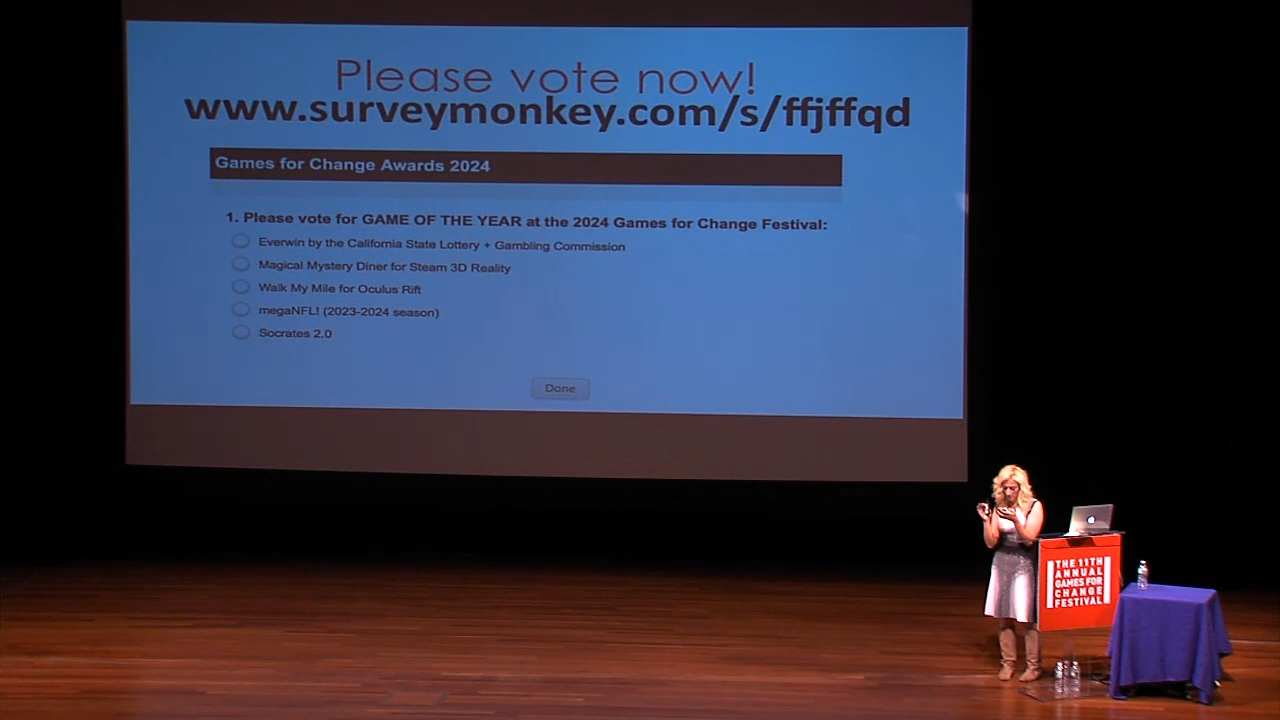 Please vote now!
www.surveymonkey.com/s/ffjffqd
Games for Change Awards 2024
1. Please vote for GAME OF THE YEAR at the 2024 Games for Change Festival:
Everwin by the California State Lottery + Gambling Commission
Magical Mystery Diner for Steam 3D Reality
Walk My Mile for Oculus Rift
megaNFL! (2023-2024 season)
Socrates 2.0
Done
THE 11TH
ANNUAL
GAMES FOR
CHANGE
FESTIVAL